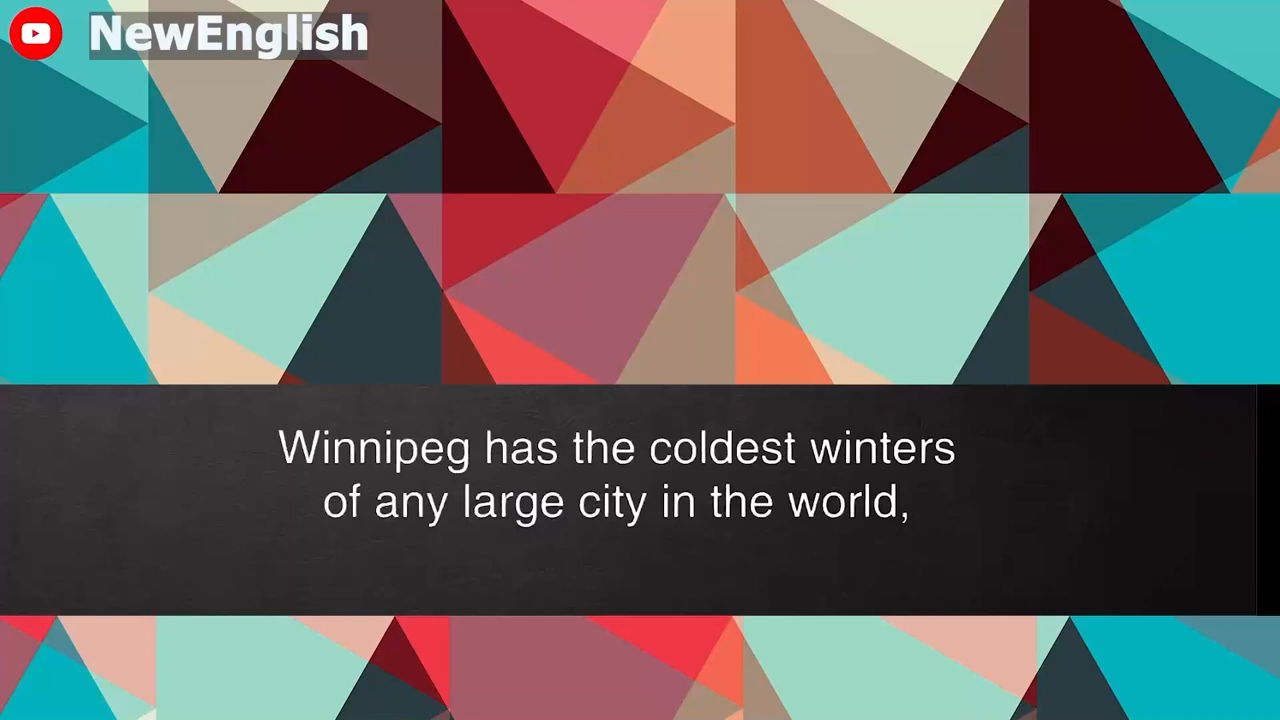 NewEnglish
Winnipeg has the coldest winters
of any large city in the world,